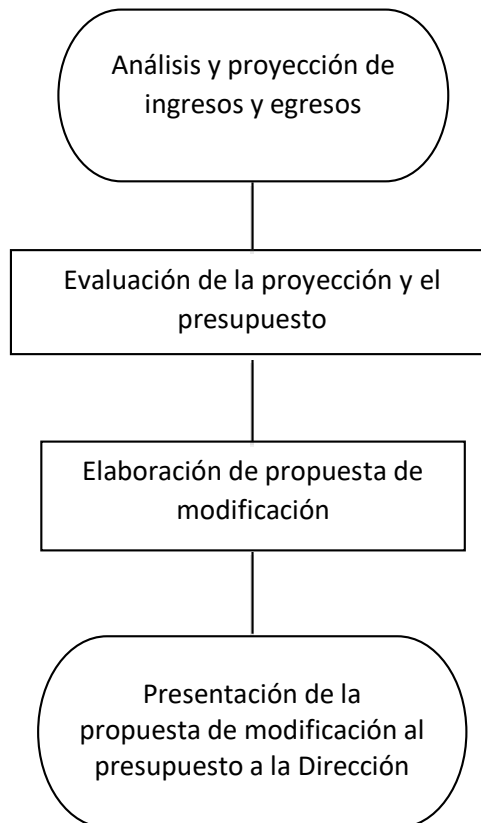 Análisis y proyección de
ingresos y egresos
Evaluación de la proyección y el
presupuesto
Elaboración de propuesta de
modificación
Presentación de la
propuesta de modificación al
presupuesto a la Dirección